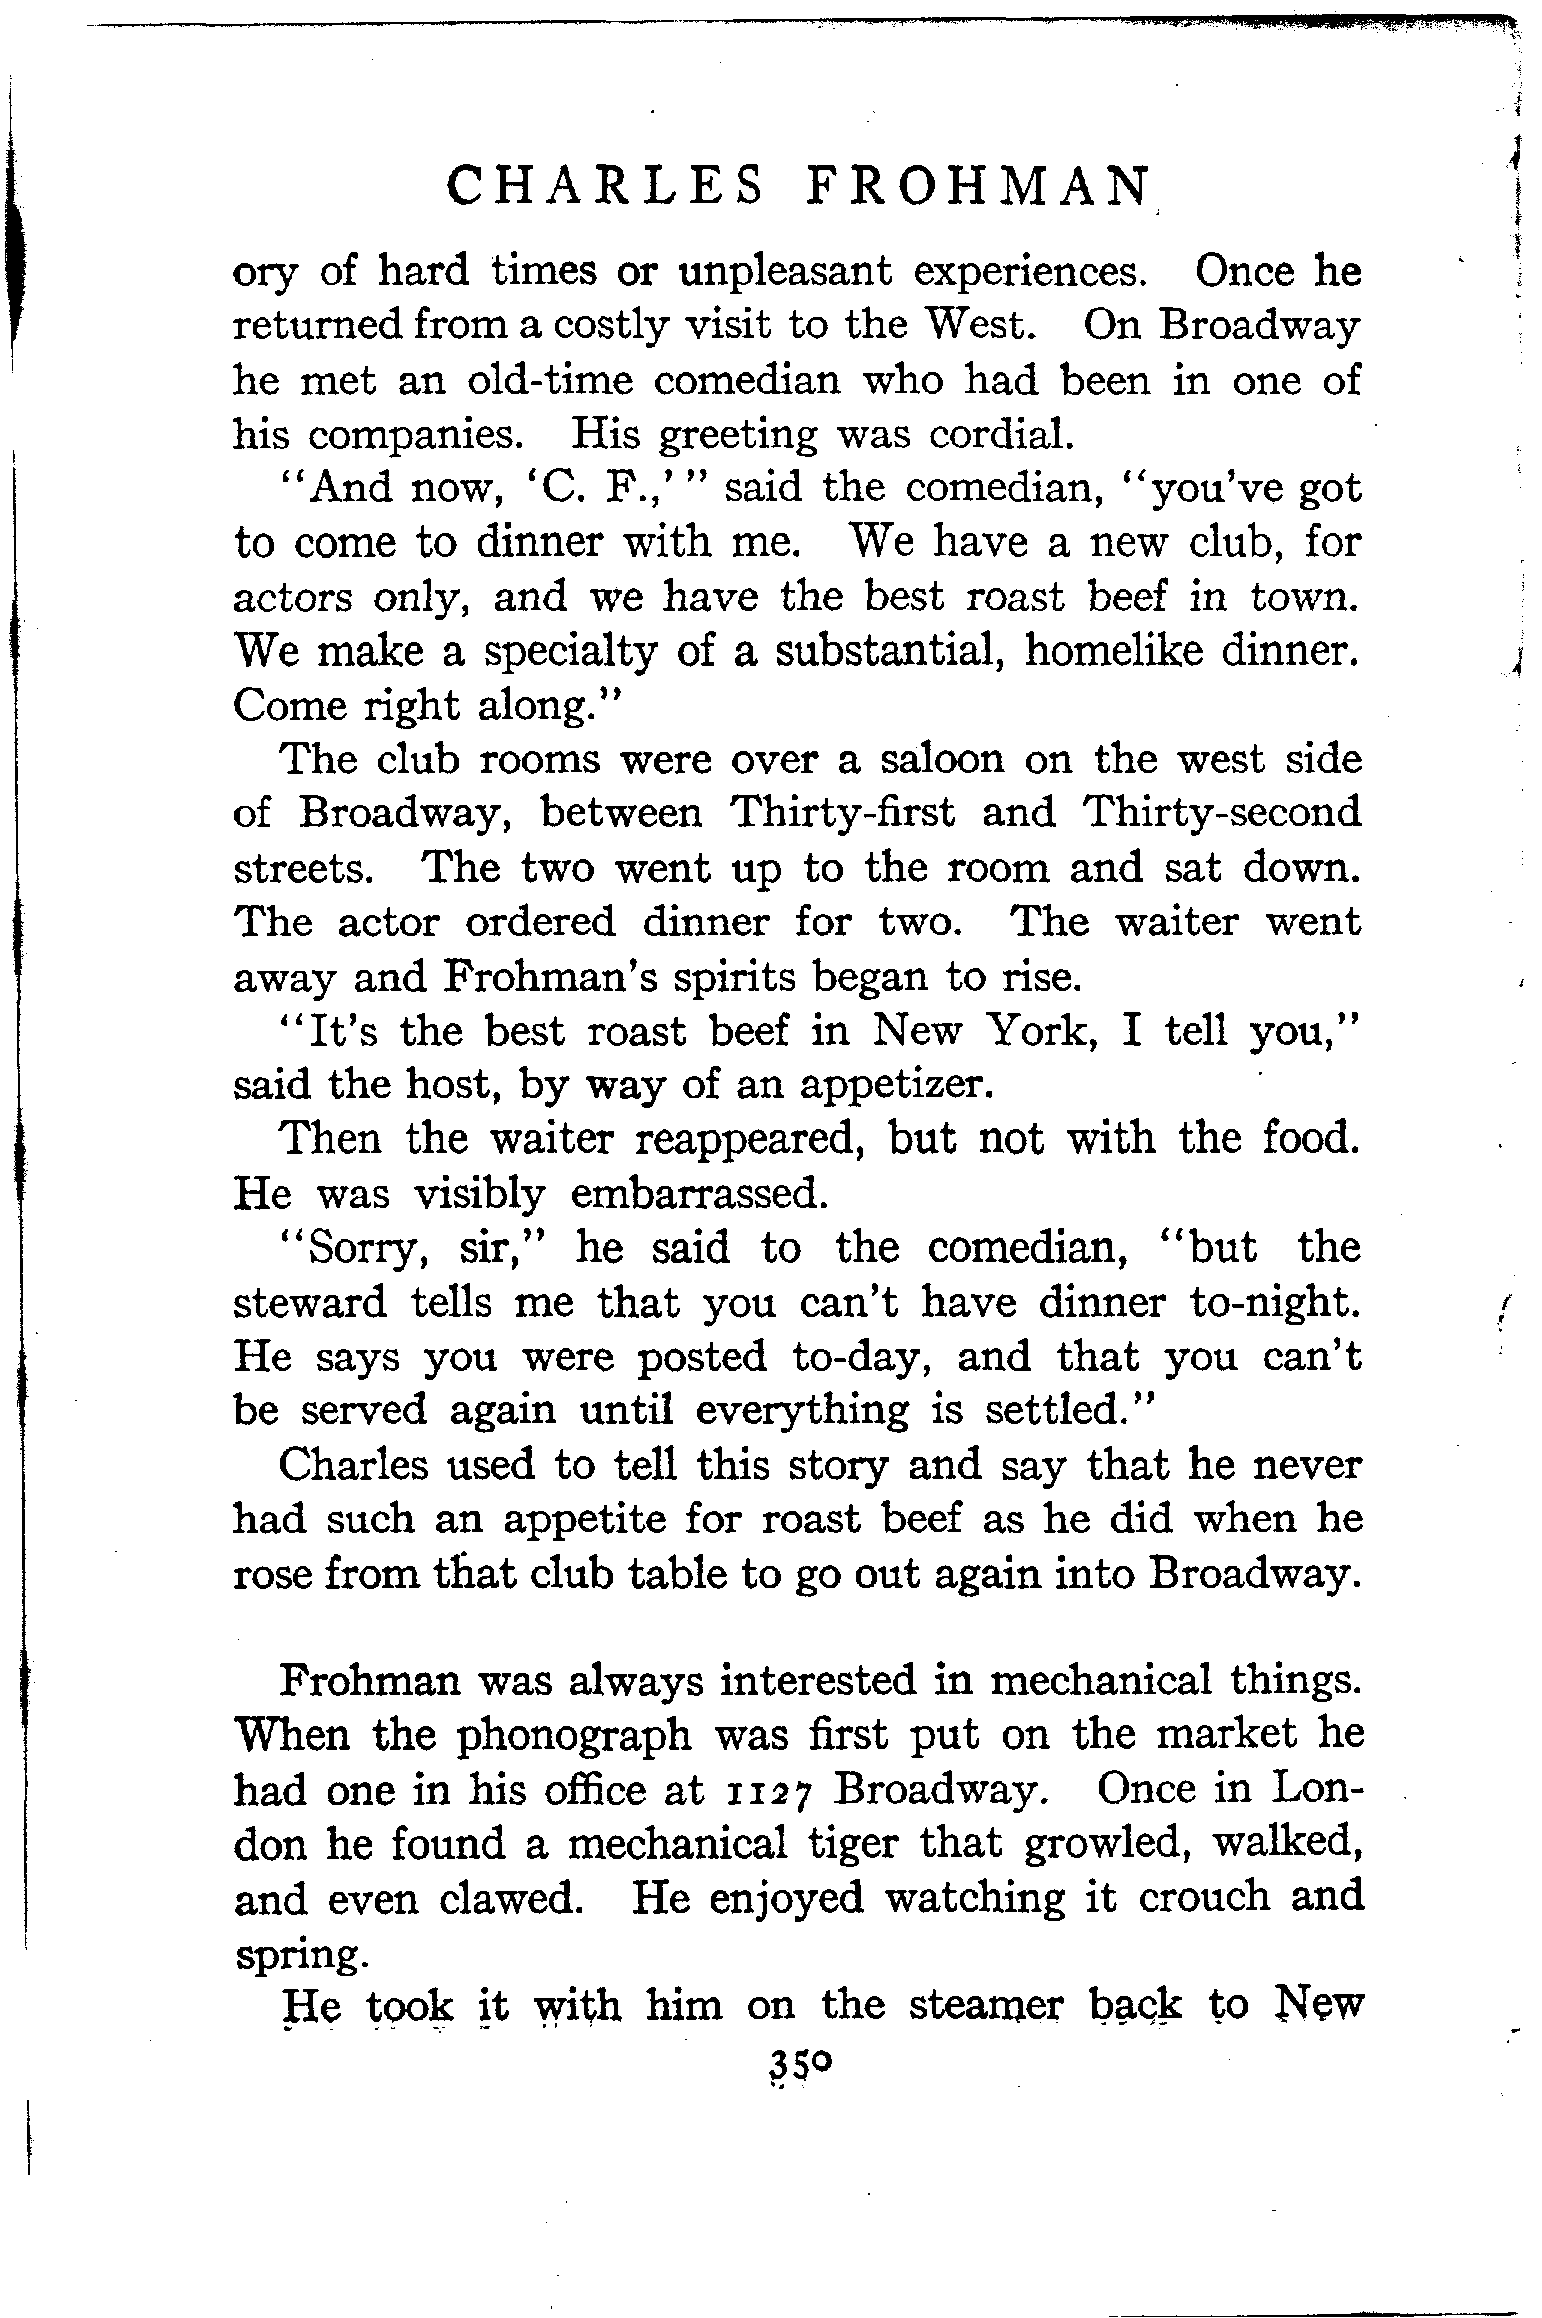 CHARLES FROHMAN
ory of hard times or unpleasant experiences. Once he
returned from a costly visit to the West. On Broadway
he met an old-time comedian who had been in one of
his companies. His greeting was cordial.
"And now, 'C. F.,'" said the comedian, "you've got
to come to dinner with me. We have a new club, for
actors only, and we have the best roast beef in town.
We make a specialty of a substantial, homelike dinner.
Come right along."
The club rooms were over a saloon on the west side
of Broadway, between Thirty-first and Thirty-second
streets. The two went up to the room and sat down.
The actor ordered dinner for two. The waiter went
away and Frohman's spirits began to rise.
"It's the best roast beef in New York, I tell you,"
said the host, by way of an appetizer.
Then the waiter reappeared, but not with the food.
He was visibly embarrassed.
"Sorry, sir," he said to the comedian, "but the
steward tells me that you can't have dinner to-night.
He says you were posted to-day, and that you can't
be served again until everything is settled."
Charles used to tell this story and say that he never
had such an appetite for roast beef as he did when he
rose from that club table to go out again into Broadway.
Frohman was always interested in mechanical things.
When the phonograph was first put on the market he
had one in his office at 1127 Broadway. Once in Lon-
don he found a mechanical tiger that growled, walked,
and even clawed. He enjoyed watching it crouch and
spring.
He took it with him on the steamer back to New
350